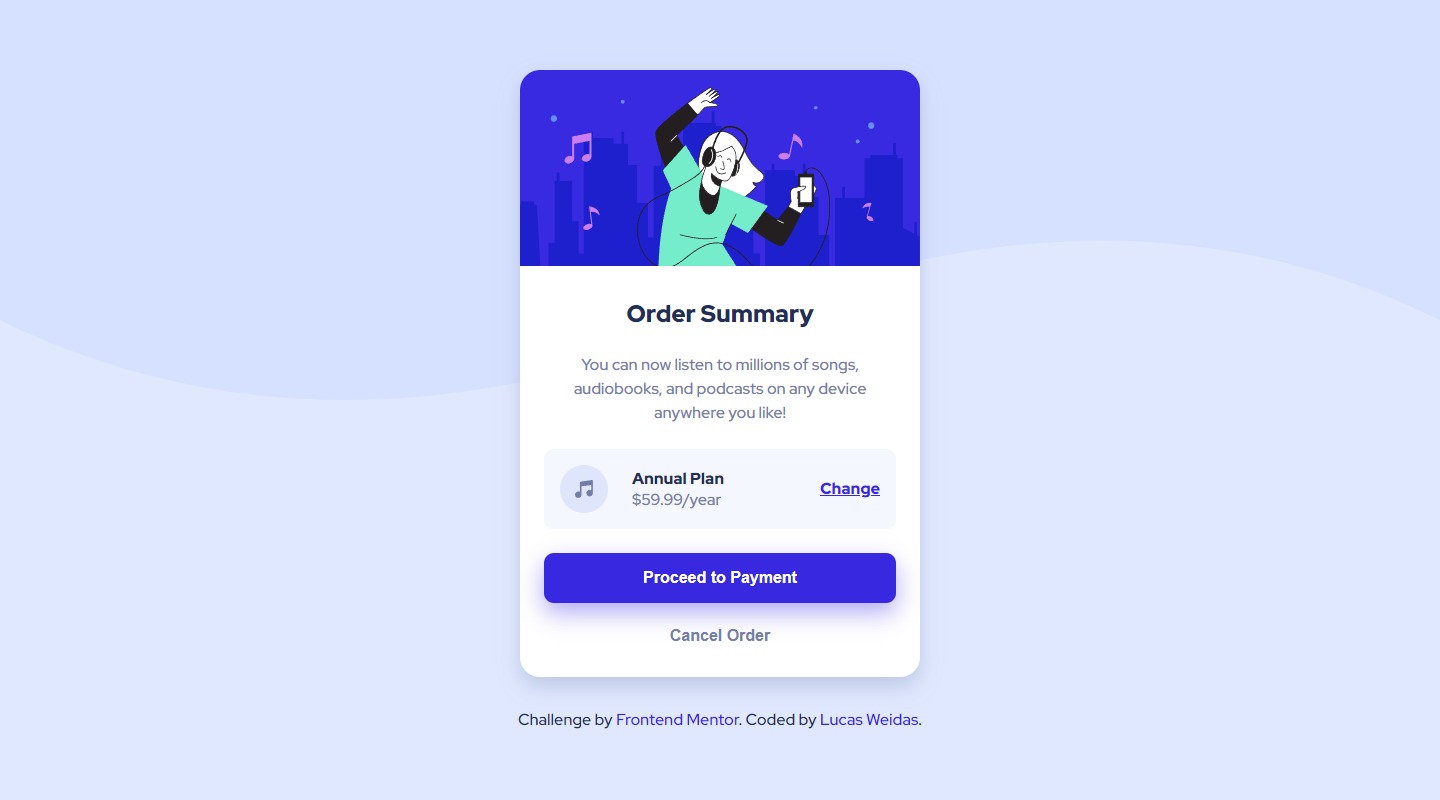 Order Summary
You can now listen to millions of songs,
audiobooks, and podcasts on any device
anywhere you like!
Annual Plan
$59.99/year
Change
Proceed to Payment
Cancel Order
Challenge by Frontend Mentor. Coded by Lucas Weidas.